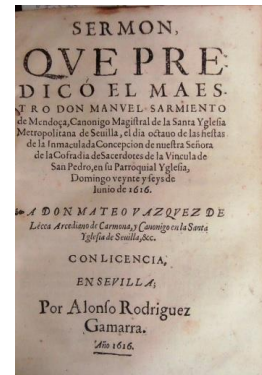 SERMON,
QVE PRE
DICÓ EL MAES-
TRO DON MANVEL SARMIENTO
de Mendoça, Canonigo Magistral de la Santa Yglesia
Metropolitana de Seuilla, el dia octauo de las fiestas
de la Inmaculada Concepcion de nuestra Señora
de la Cofradia de Sacerdotes de la Vincula de
San Pedro, en su Parroquial Yglesia,
Domingo veynte y seys de
Iunio de 1616.
A DON MATEO VAZQVEZ DE
Lecca Arcediano de Carmona, y Canonigo en la Santa
Yglesia de Seuilla, &c.
CON LICENCIA,
EN SEVILLA;
Por Alonso Rodriguez
Gamarra.
Año 1616.